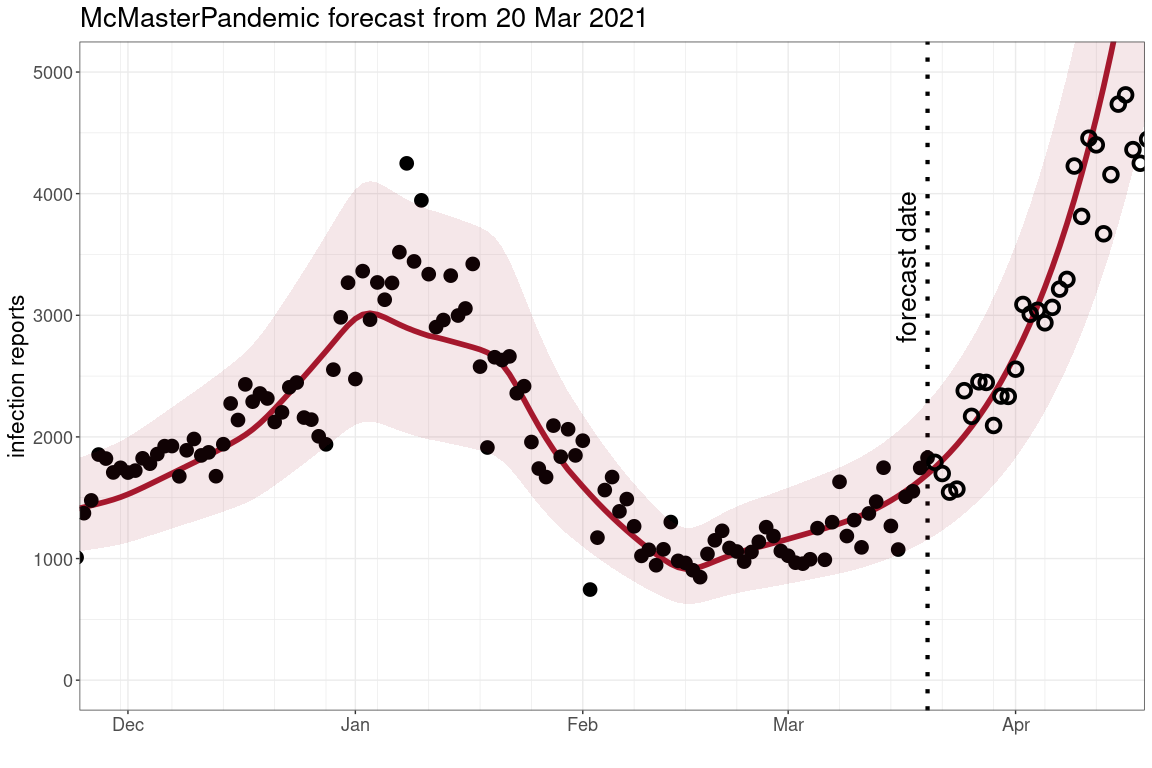 McMasterPandemic forecast from 20 Mar 2021
infection reports
5000
4000
3000
2000
1000
0
forecast date
Dec
Jan
Feb
Mar
Apr